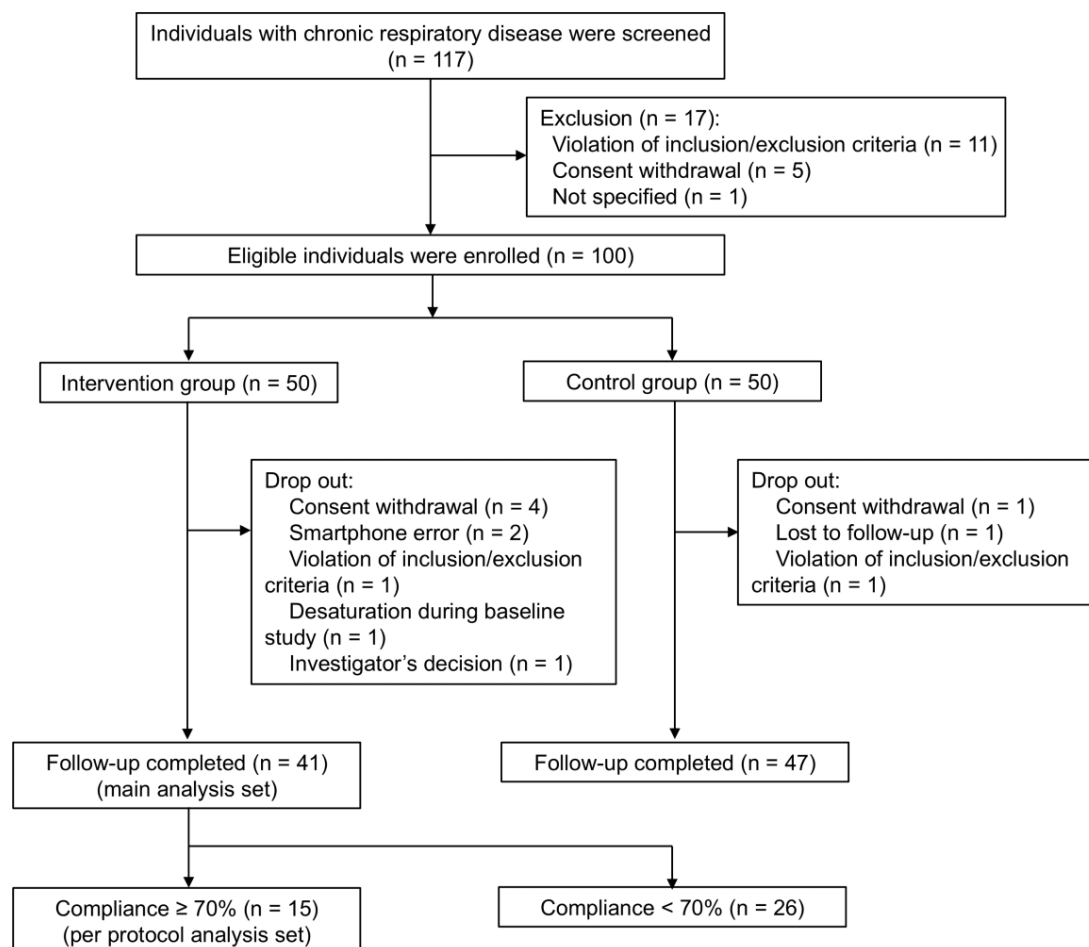 Individuals with chronic respiratory disease were screened
(n = 117)
Exclusion (n = 17):
Violation of inclusion/exclusion criteria (n = 11)
Consent withdrawal (n = 5)
Not specified (n = 1)
Eligible individuals were enrolled (n = 100)
Intervention group (n = 50)
Control group (n = 50)
Drop out:
Consent withdrawal (n = 4)
Smartphone error (n = 2)
Violation of inclusion/exclusion
criteria (n = 1)
Desaturation during baseline
study (n = 1)
Investigator’s decision (n = 1)
Drop out:
Consent withdrawal (n = 1)
Lost to follow-up (n = 1)
Violation of inclusion/exclusion
criteria (n = 1)
Follow-up completed (n = 41)
(main analysis set)
Follow-up completed (n = 47)
Compliance ≥ 70% (n = 15)
(per protocol analysis set)
Compliance < 70% (n = 26)